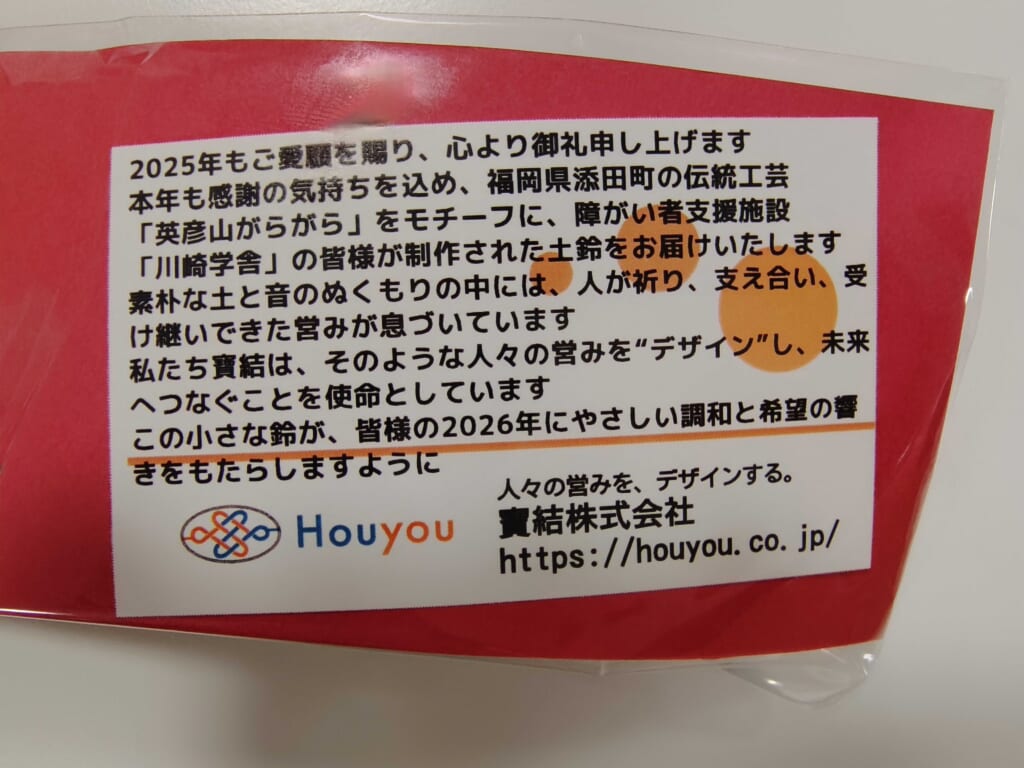 2025年もご愛顧を賜り、心より御礼申し上げます
本年も感謝の気持ちを込め、福岡県添田町の伝統工芸
「英彦山がらがら」をモチーフに、障がい者支援施設
「川崎学舎」の皆様が制作された土鈴をお届けいたします
素朴な土と音のぬくもりの中には、人が祈り、支え合い、受
け継いできた営みが息づいています
私たち寶結は、そのような人々の営みを“デザイン”し、未来
へつなぐことを使命としています
この小さな鈴が、皆様の2026年にやさしい調和と希望の響
きをもたらしますように
人々の営みを、デザインする。
Houyou
寶結株式会社
https://houyou.co.jp/